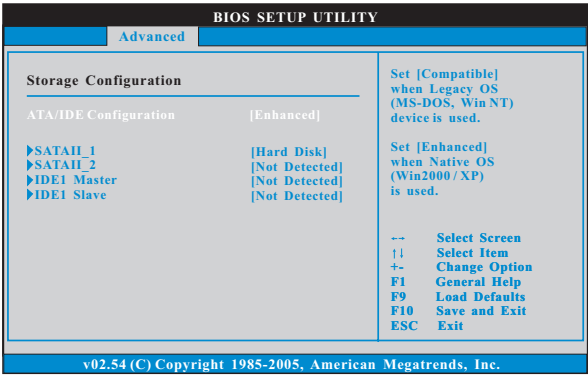 BIOS SETUP UTILITY
Advanced
Storage Configuration
ATA/IDE Configuration [Enhanced]
SATAII_1 [Hard Disk]
SATAII_2 [Not Detected]
IDE1 Master [Not Detected]
IDE1 Slave [Not Detected]
Set [Compatible]
when Legacy OS
(MS-DOS, Win NT)
device is used.
Set [Enhanced]
when Native OS
(Win2000 / XP)
is used.
←→ Select Screen
↑↓ Select Item
+- Change Option
F1 General Help
F9 Load Defaults
F10 Save and Exit
ESC Exit
v02.54 (C) Copyright 1985-2005, American Megatrends, Inc.